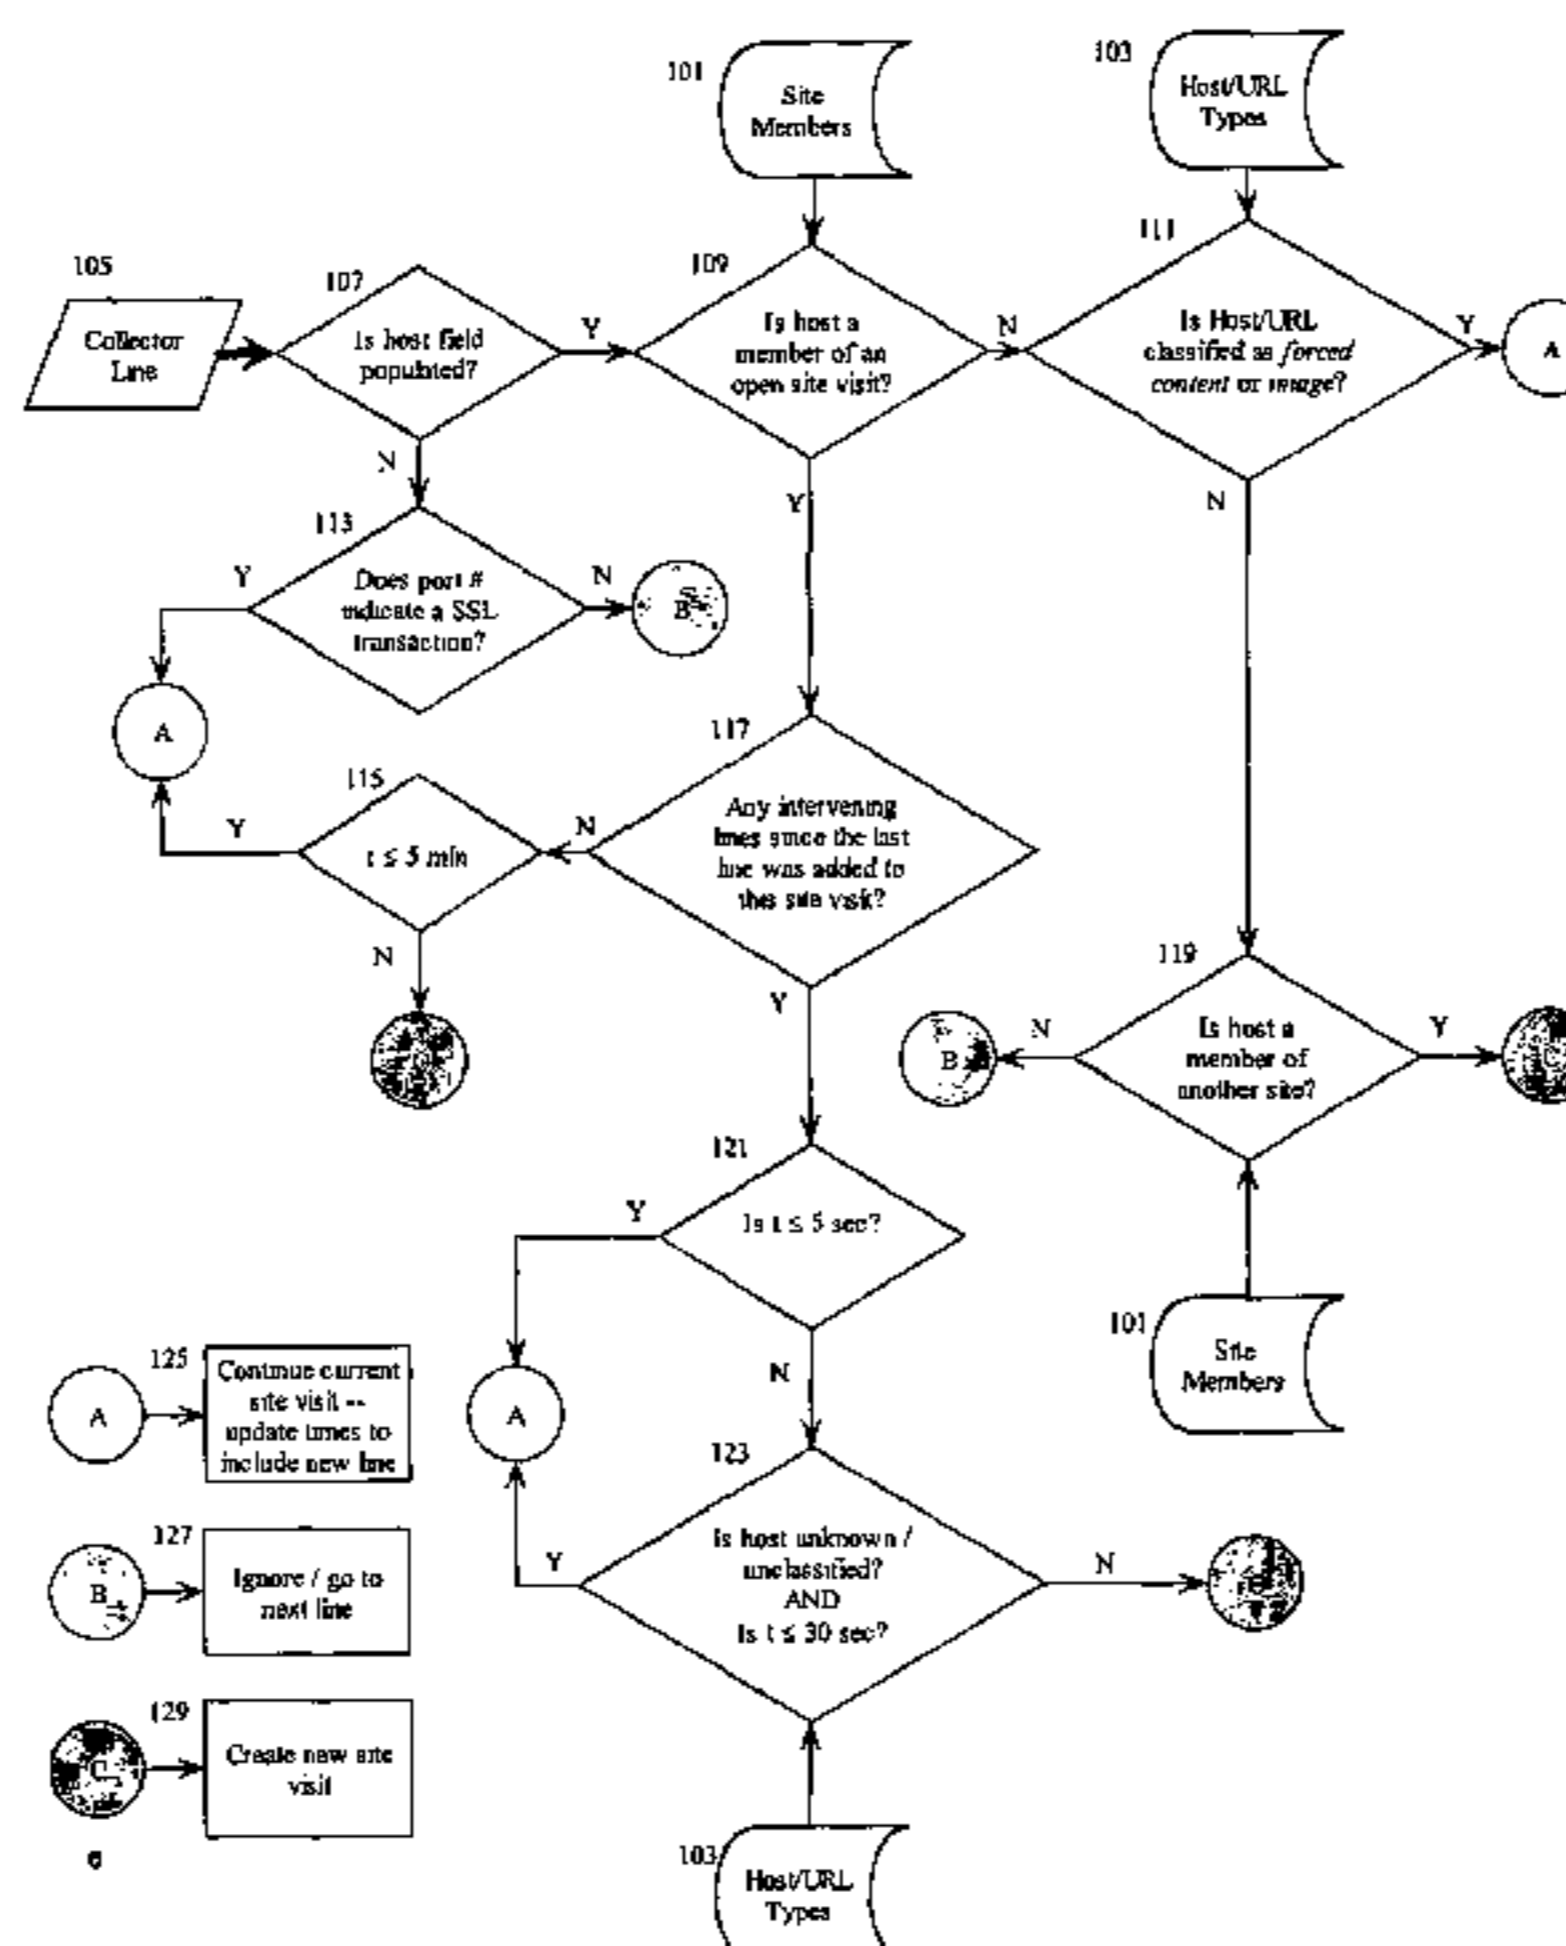 101
Site
Members
103
Host/URL
Types
105
Collector
Line
107
Is host field
populated?
Y
N
109
Is host a
member of an
open site visit?
N
Y
111
Is Host/URL
classified as forced
content or image?
Y
A
N
113
Does port #
indicate a SSL
transaction?
Y
N
B
A
115
t ≤ 5 min
Y
N
117
Any intervening
lines since the last
line was added to
this site visit?
N
Y
119
Is host a
member of
another site?
N
B
Y
C
101
Site
Members
121
Is t ≤ 5 sec?
Y
N
A
123
Is host unknown /
unclassified?
AND
Is t ≤ 30 sec?
Y
N
103
Host/URL
Types
A
125
Continue current
site visit --
update times to
include new line
B
127
Ignore / go to
next line
C
129
Create new site
visit